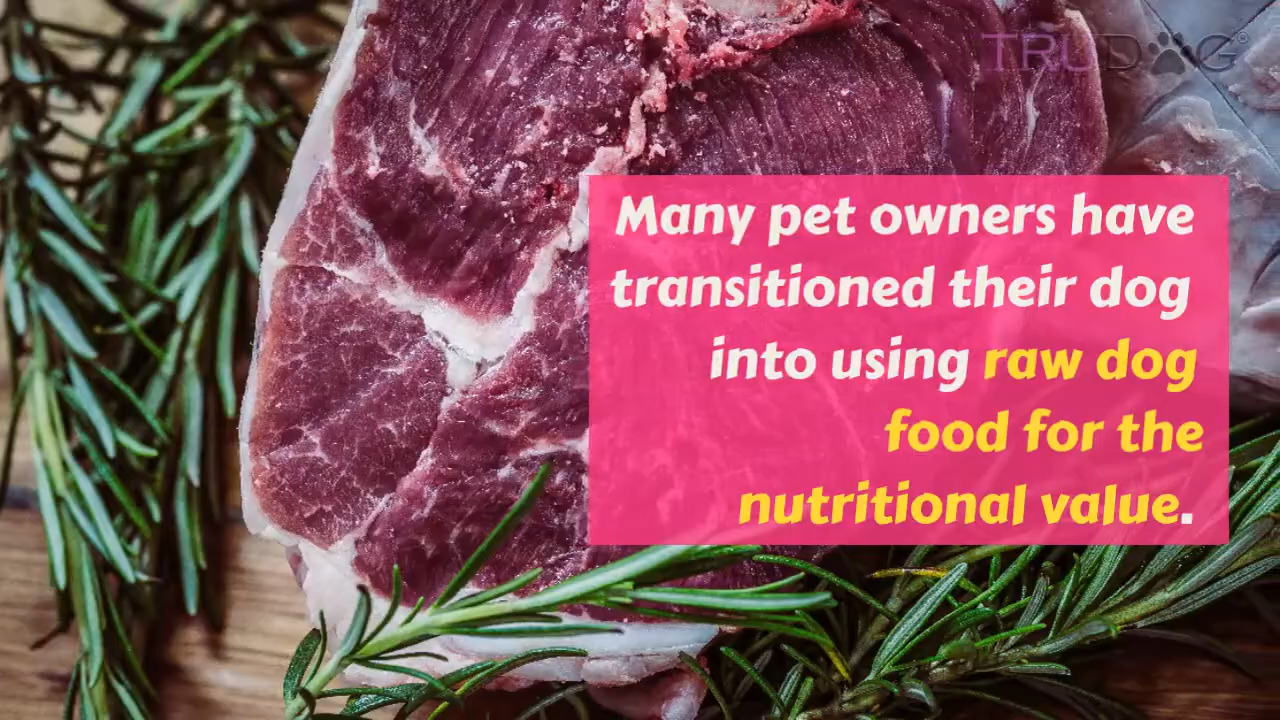 TRUDOG®
Many pet owners have
transitioned their dog
into using raw dog
food for the
nutritional value.